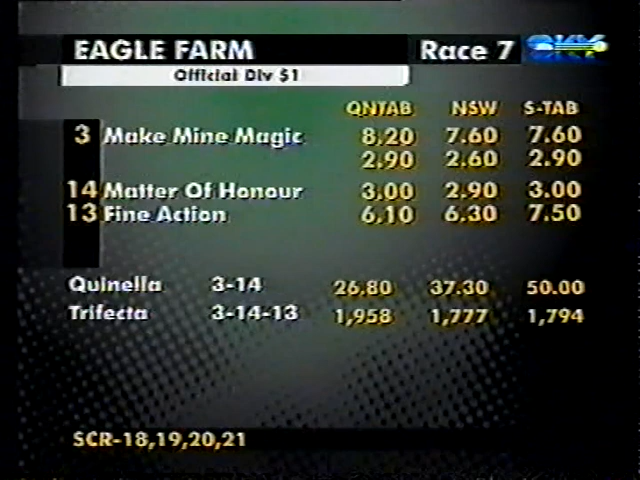 EAGLE FARM Race 7 SKY
Official Div $1
QNTAB NSW S-TAB
3 Make Mine Magic 8.20 7.60 7.60
2.90 2.60 2.90
14 Matter Of Honour 3.00 2.90 3.00
13 Fine Action 6.10 6.30 7.50
Quinella 3-14 26.80 37.30 50.00
Trifecta 3-14-13 1,958 1,777 1,794
SCR-18,19,20,21